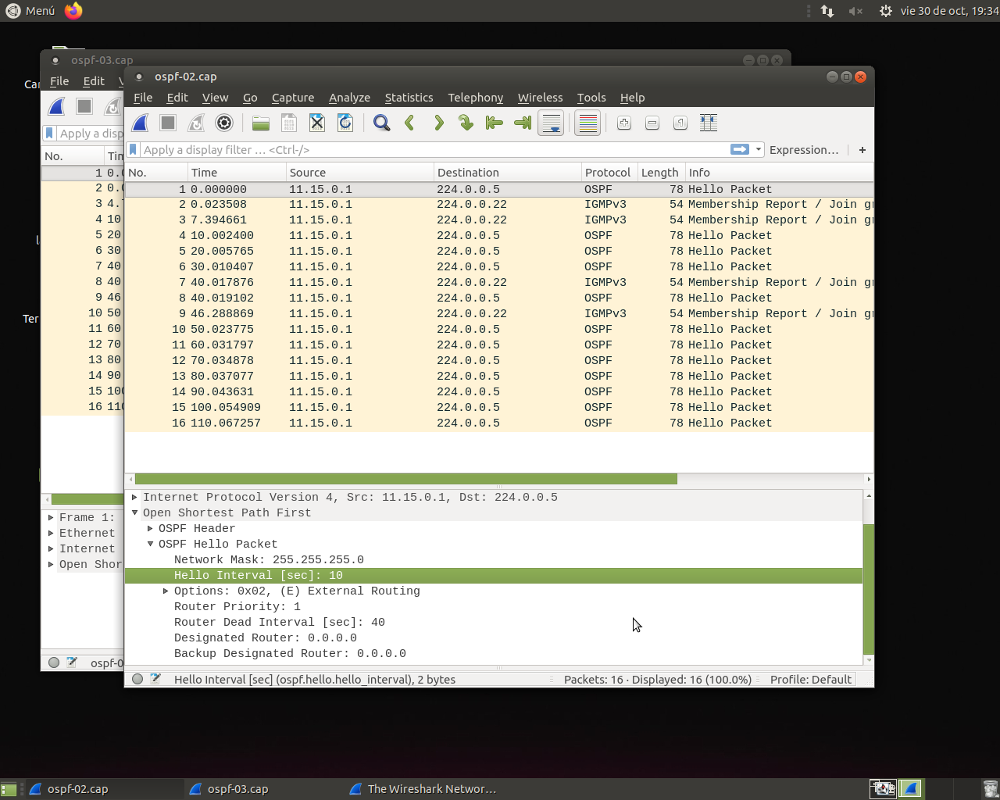 Menú
vie 30 de oct, 19:34
ospf-03.cap
File Edit
Apply a disp
No.
1 0.0
2 0.0
3 4.
4 10
5 20
6 30
7 40
8 40
9 46
10 50
11 60
12 70
13 80
14 90
15 100
16 110
Frame 1:
Ethernet
Internet
Open Shor
ospf-0
Car
Ter
ospf-02.cap
File Edit View Go Capture Analyze Statistics Telephony Wireless Tools Help
Apply a display filter … <Ctrl-/> Expression… +
No. Time Source Destination Protocol Length Info
1 0.000000 11.15.0.1 224.0.0.5 OSPF 78 Hello Packet
2 0.023508 11.15.0.1 224.0.0.22 IGMPv3 54 Membership Report / Join gr
3 7.394661 11.15.0.1 224.0.0.22 IGMPv3 54 Membership Report / Join gr
4 10.002400 11.15.0.1 224.0.0.5 OSPF 78 Hello Packet
5 20.005765 11.15.0.1 224.0.0.5 OSPF 78 Hello Packet
6 30.010407 11.15.0.1 224.0.0.5 OSPF 78 Hello Packet
7 40.017876 11.15.0.1 224.0.0.22 IGMPv3 54 Membership Report / Join gr
8 40.019102 11.15.0.1 224.0.0.5 OSPF 78 Hello Packet
9 46.288869 11.15.0.1 224.0.0.22 IGMPv3 54 Membership Report / Join gr
10 50.023775 11.15.0.1 224.0.0.5 OSPF 78 Hello Packet
11 60.031797 11.15.0.1 224.0.0.5 OSPF 78 Hello Packet
12 70.034878 11.15.0.1 224.0.0.5 OSPF 78 Hello Packet
13 80.037077 11.15.0.1 224.0.0.5 OSPF 78 Hello Packet
14 90.043631 11.15.0.1 224.0.0.5 OSPF 78 Hello Packet
15 100.054909 11.15.0.1 224.0.0.5 OSPF 78 Hello Packet
16 110.067257 11.15.0.1 224.0.0.5 OSPF 78 Hello Packet
Internet Protocol Version 4, Src: 11.15.0.1, Dst: 224.0.0.5
Open Shortest Path First
OSPF Header
OSPF Hello Packet
Network Mask: 255.255.255.0
Hello Interval [sec]: 10
Options: 0x02, (E) External Routing
Router Priority: 1
Router Dead Interval [sec]: 40
Designated Router: 0.0.0.0
Backup Designated Router: 0.0.0.0
Hello Interval [sec] (ospf.hello.hello_interval), 2 bytes
Packets: 16 · Displayed: 16 (100.0%)
Profile: Default
ospf-02.cap
ospf-03.cap
The Wireshark Networ…